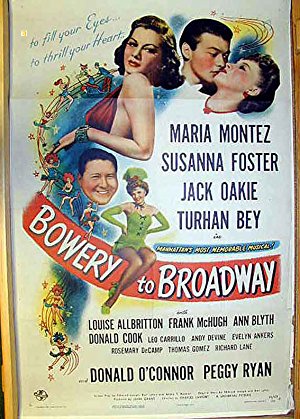 to fill your Eyes...
to thrill your Heart.
MARIA MONTEZ
SUSANNA FOSTER
JACK OAKIE
TURHAN BEY
in
MANHATTAN'S MOST MEMORABLE MUSICAL!
BOWERY to BROADWAY
with
LOUISE ALLBRITTON FRANK McHUGH ANN BLYTH
DONALD COOK LEO CARRILLO ANDY DEVINE EVELYN ANKERS
ROSEMARY DeCAMP THOMAS GOMEZ RICHARD LANE
and DONALD O'CONNOR PEGGY RYAN